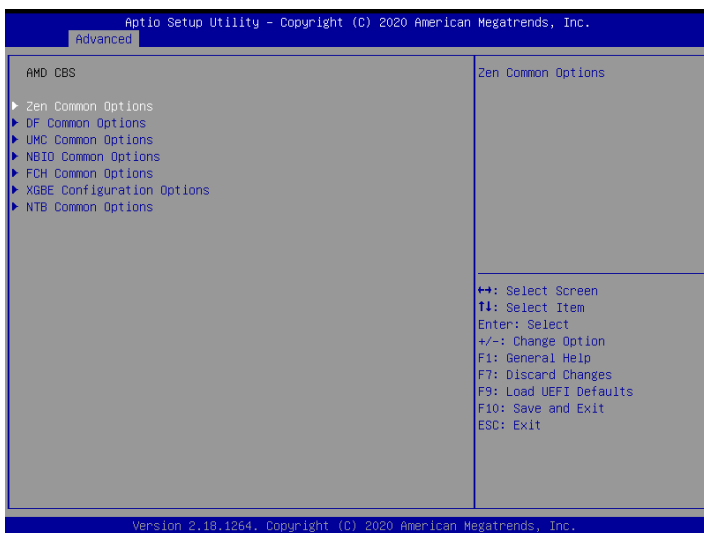 Aptio Setup Utility – Copyright (C) 2020 American Megatrends, Inc.
Advanced
AMD CBS
Zen Common Options
DF Common Options
UMC Common Options
NBIO Common Options
FCH Common Options
XGBE Configuration Options
NTB Common Options
Zen Common Options
↔: Select Screen
↑↓: Select Item
Enter: Select
+/-: Change Option
F1: General Help
F7: Discard Changes
F9: Load UEFI Defaults
F10: Save and Exit
ESC: Exit
Version 2.18.1264. Copyright (C) 2020 American Megatrends, Inc.